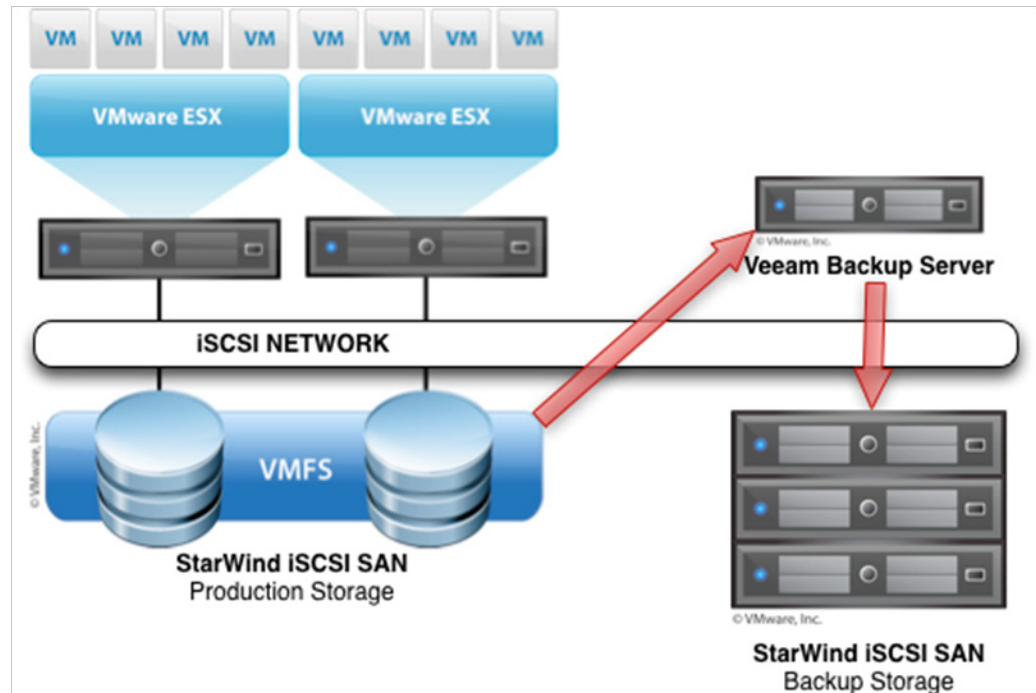 VM VM VM VM VM VM VM VM
VMware ESX VMware ESX
© VMware, Inc.
Veeam Backup Server
iSCSI NETWORK
© VMware, Inc.
VMFS
StarWind iSCSI SAN
Production Storage
© VMware, Inc.
StarWind iSCSI SAN
Backup Storage